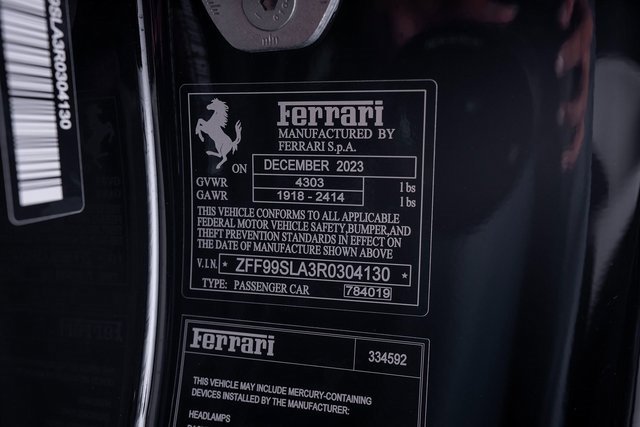 9SLA3R0304130
Ferrari
MANUFACTURED BY
FERRARI S.p.A.
ON DECEMBER 2023
GVWR 4303 lbs
GAWR 1918 - 2414 lbs
THIS VEHICLE CONFORMS TO ALL APPLICABLE
FEDERAL MOTOR VEHICLE SAFETY,BUMPER,AND
THEFT PREVENTION STANDARDS IN EFFECT ON
THE DATE OF MANUFACTURE SHOWN ABOVE
V.I.N. * ZFF99SLA3R0304130 *
TYPE: PASSENGER CAR 784019
Ferrari 334592
THIS VEHICLE MAY INCLUDE MERCURY-CONTAINING
DEVICES INSTALLED BY THE MANUFACTURER:
HEADLAMPS